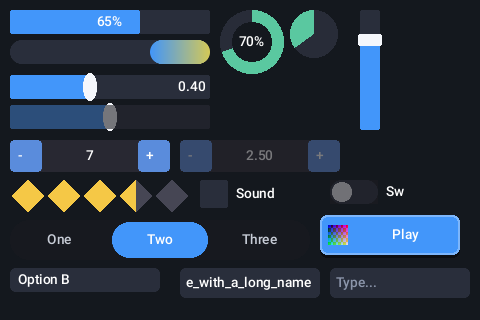 65%
70%
0.40
- 7 +
- 2.50 +
Sound
Sw
One Two Three
Play
Option B
e_with_a_long_name
Type...